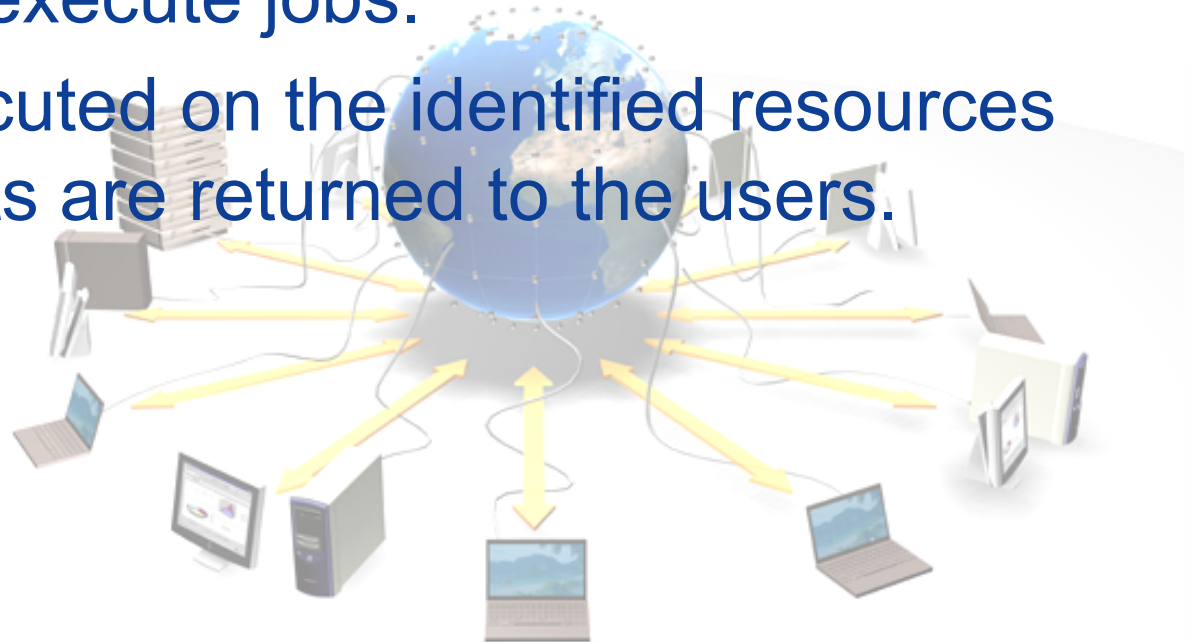 execute jobs.
cuted on the identified resources
s are returned to the users.